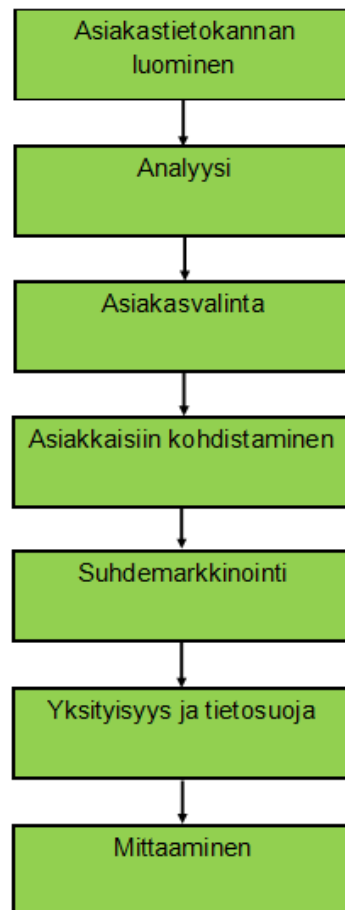 Asiakastietokannan
luominen
Analyysi
Asiakasvalinta
Asiakkaisiin kohdistaminen
Suhdemarkkinointi
Yksityisyys ja tietosuoja
Mittaaminen